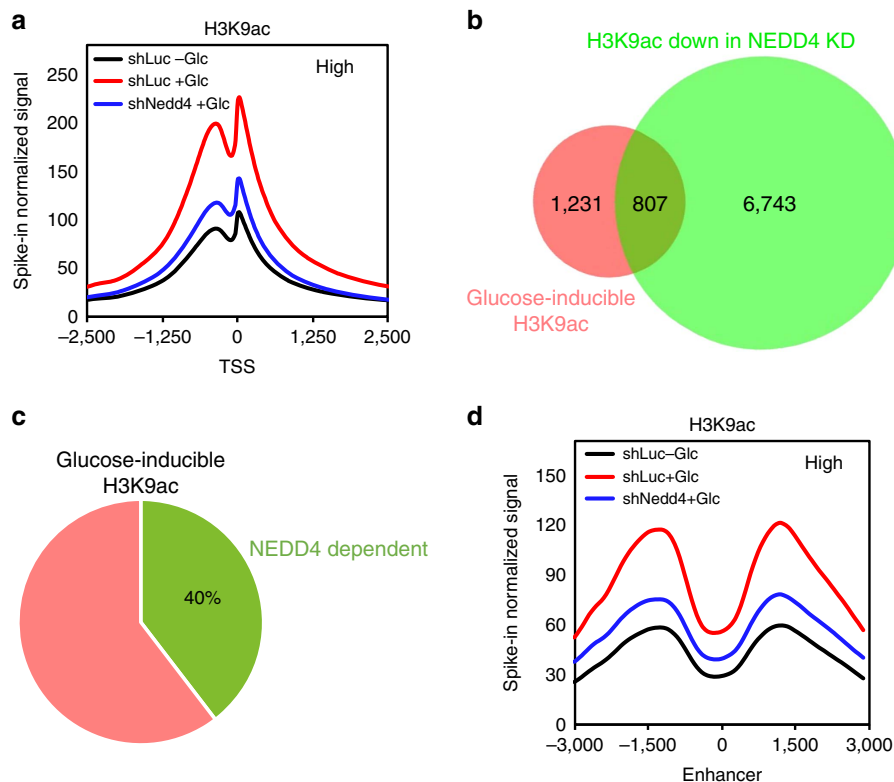 a
H3K9ac
shLuc –Glc
shLuc +Glc
shNedd4 +Glc
High
Spike-in normalized signal
250
200
150
100
50
0
–2,500
–1,250
0
1,250
2,500
TSS
b
H3K9ac down in NEDD4 KD
1,231
807
6,743
Glucose-inducible
H3K9ac
c
Glucose-inducible
H3K9ac
NEDD4 dependent
40%
d
H3K9ac
shLuc–Glc
shLuc+Glc
shNedd4+Glc
High
Spike-in normalized signal
150
120
90
60
30
0
–3,000
–1,500
0
1,500
3,000
Enhancer